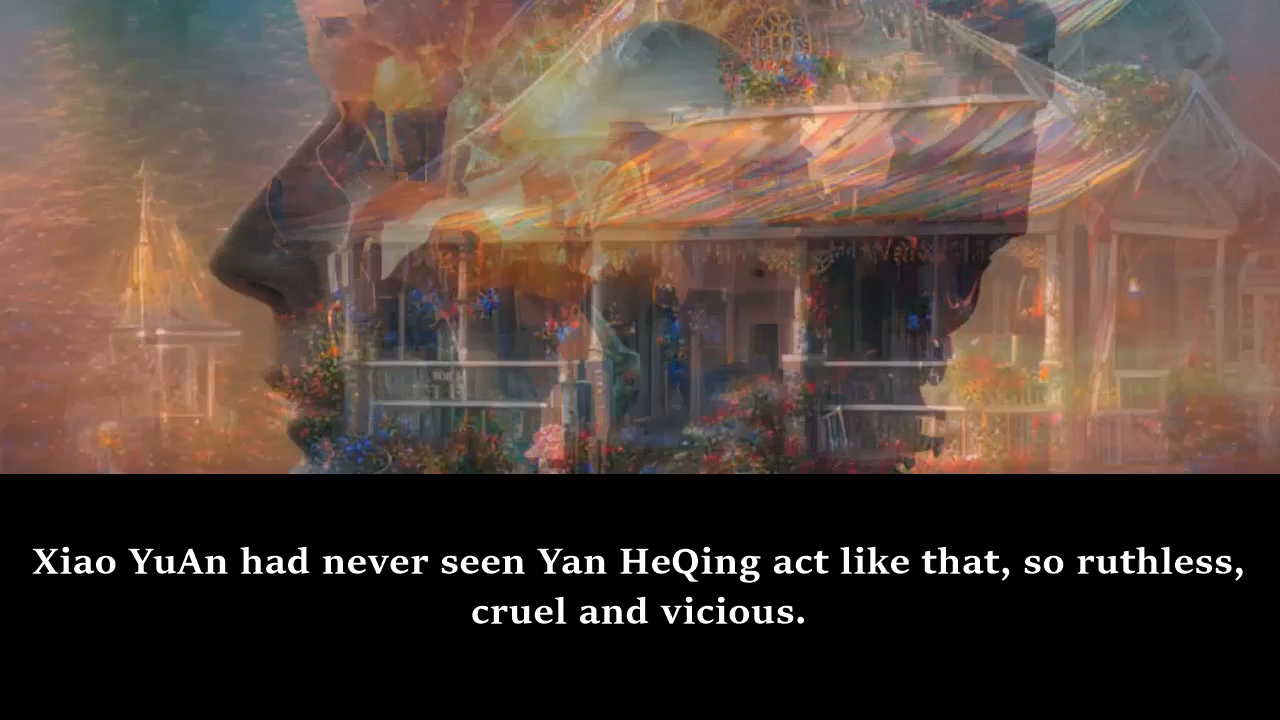 Xiao YuAn had never seen Yan HeQing act like that, so ruthless,
cruel and vicious.